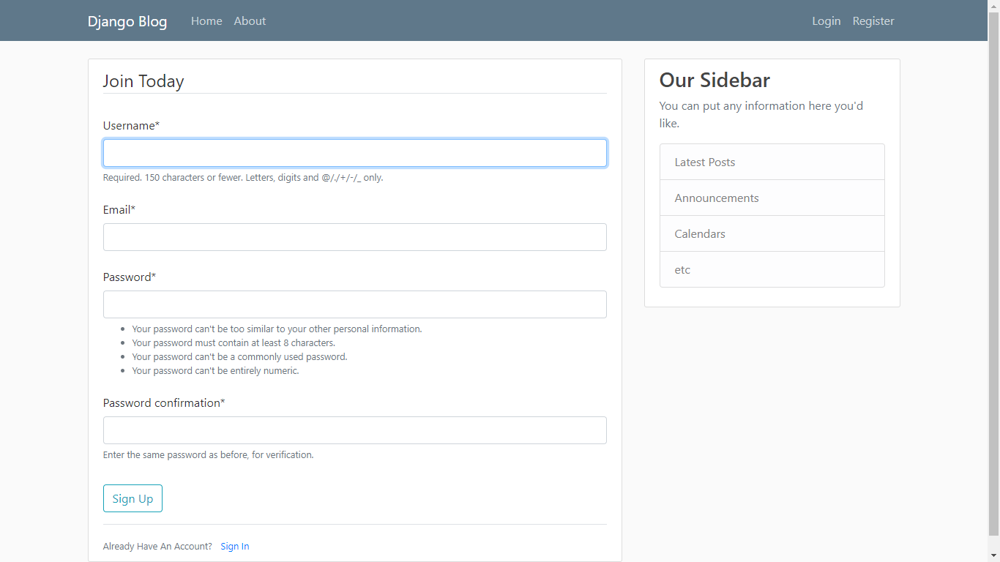 Django Blog Home About Login Register
Join Today
Username*
Required. 150 characters or fewer. Letters, digits and @/./+/-/_ only.
Email*
Password*
Your password can't be too similar to your other personal information.
Your password must contain at least 8 characters.
Your password can't be a commonly used password.
Your password can't be entirely numeric.
Password confirmation*
Enter the same password as before, for verification.
Sign Up
Already Have An Account? Sign In
Our Sidebar
You can put any information here you'd
like.
Latest Posts
Announcements
Calendars
etc